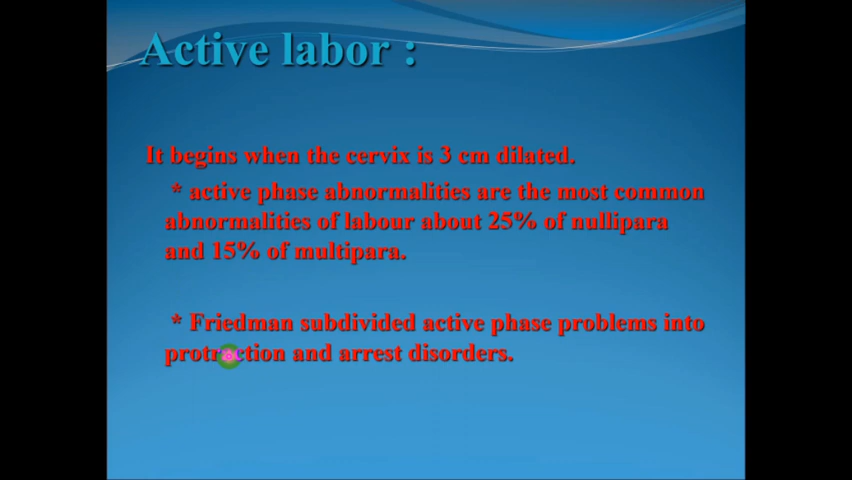 Active labor :
It begins when the cervix is 3 cm dilated.
* active phase abnormalities are the most common
abnormalities of labour about 25% of nullipara
and 15% of multipara.
* Friedman subdivided active phase problems into
protraction and arrest disorders.